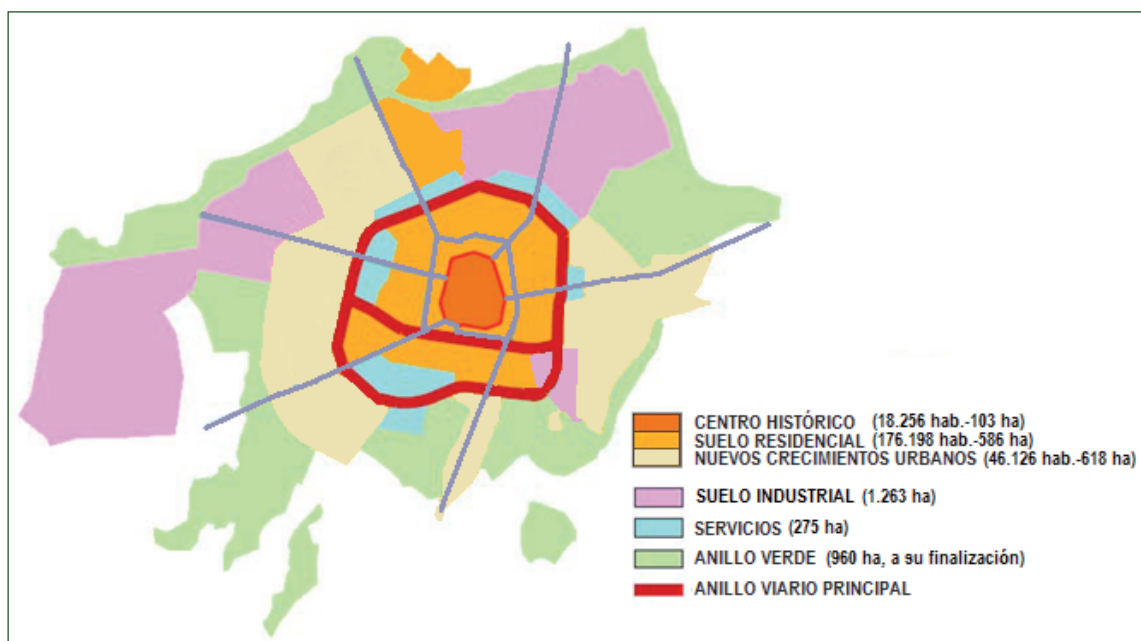 CENTRO HISTÓRICO (18.256 hab.-103 ha)
SUELO RESIDENCIAL (176.198 hab.-586 ha)
NUEVOS CRECIMIENTOS URBANOS (46.126 hab.-618 ha)
SUELO INDUSTRIAL (1.263 ha)
SERVICIOS (275 ha)
ANILLO VERDE (960 ha, a su finalización)
ANILLO VIARIO PRINCIPAL